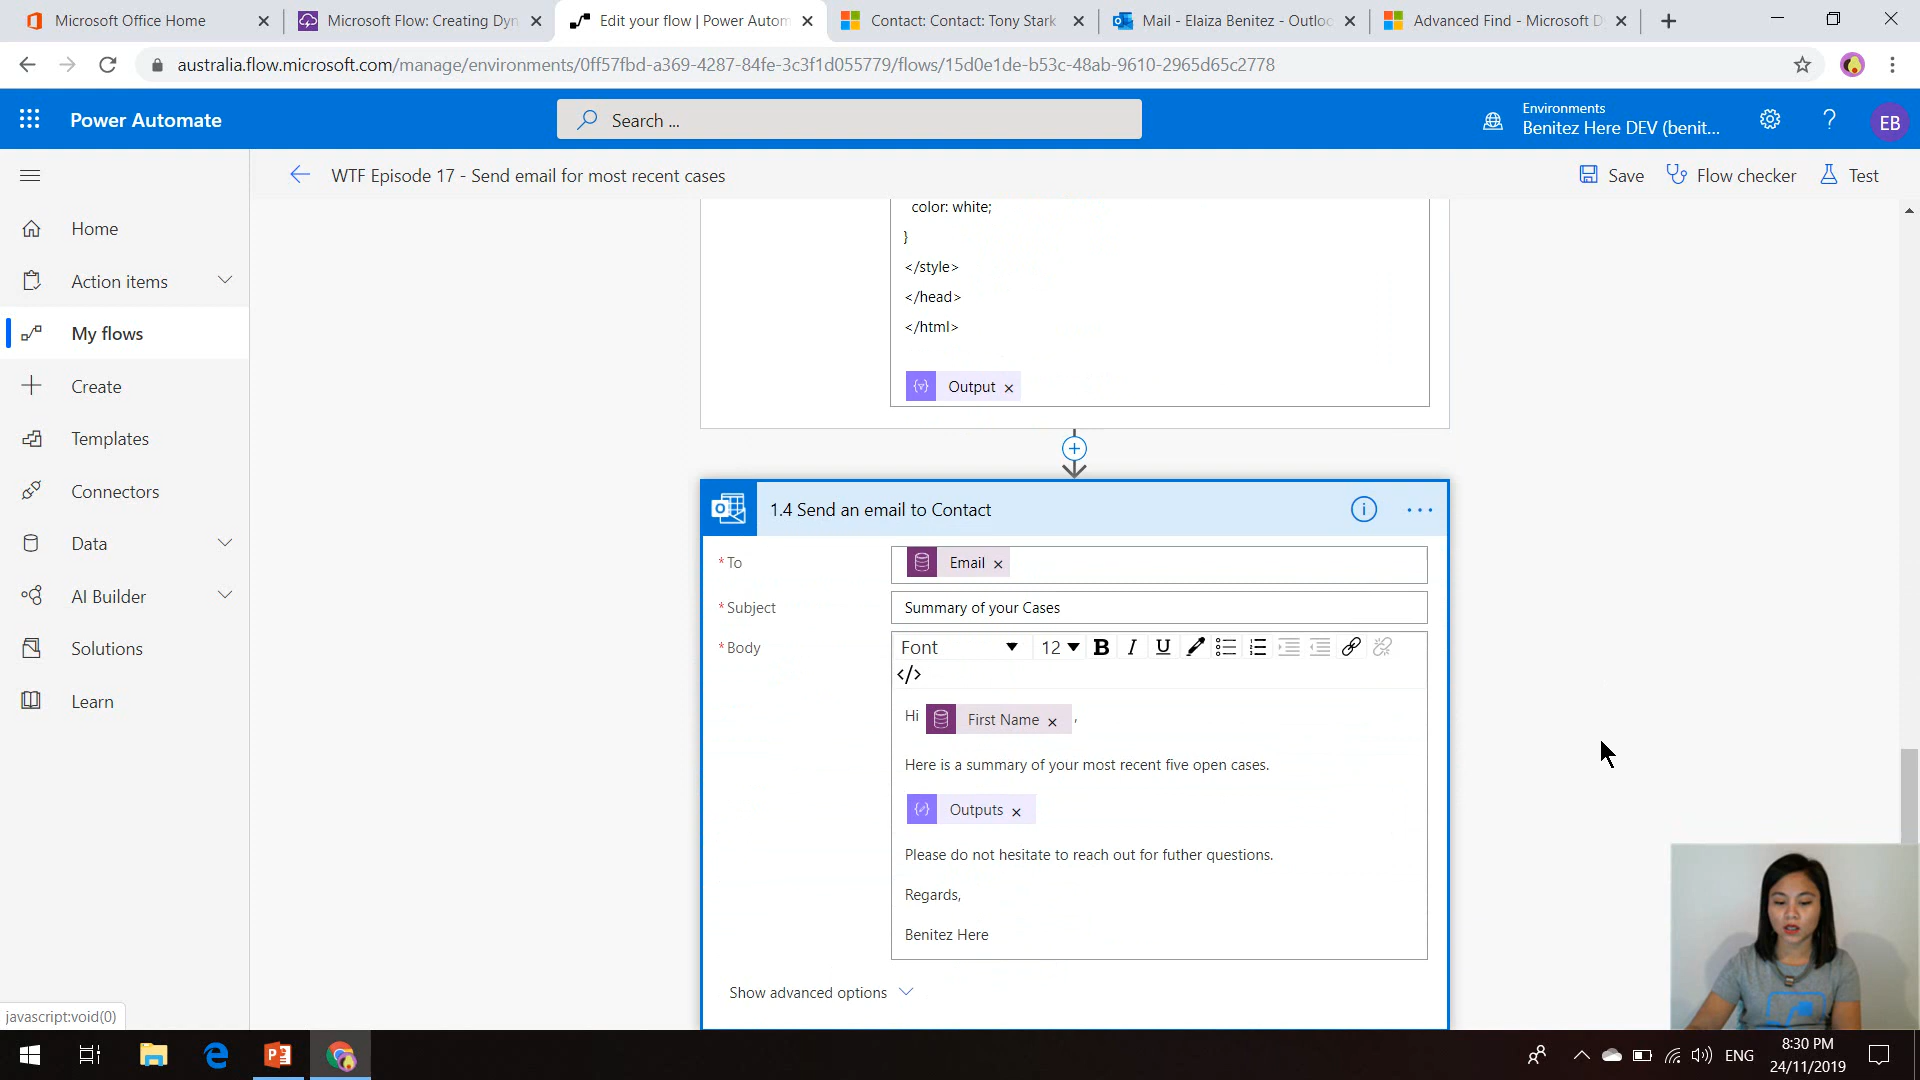 Microsoft Office Home
Microsoft Flow: Creating Dyn
Edit your flow | Power Autom
Contact: Contact: Tony Stark
Mail - Elaiza Benitez - Outloo
Advanced Find - Microsoft D
australia.flow.microsoft.com/manage/environments/0ff57fbd-a369-4287-84fe-3c3f1d055779/flows/15d0e1de-b53c-48ab-9610-2965d65c2778
Power Automate
Search ...
Environments
Benitez Here DEV (benit...
?
EB
WTF Episode 17 - Send email for most recent cases
Save
Flow checker
Test
Home
Action items
My flows
Create
Templates
Connectors
Data
AI Builder
Solutions
Learn
color: white;
}
</style>
</head>
</html>
Output ×
1.4 Send an email to Contact
* To
Email ×
* Subject
Summary of your Cases
* Body
Font
12
B I U
</>
Hi First Name × ,
Here is a summary of your most recent five open cases.
Outputs ×
Please do not hesitate to reach out for futher questions.
Regards,
Benitez Here
Show advanced options
javascript:void(0)
ENG
8:30 PM
24/11/2019